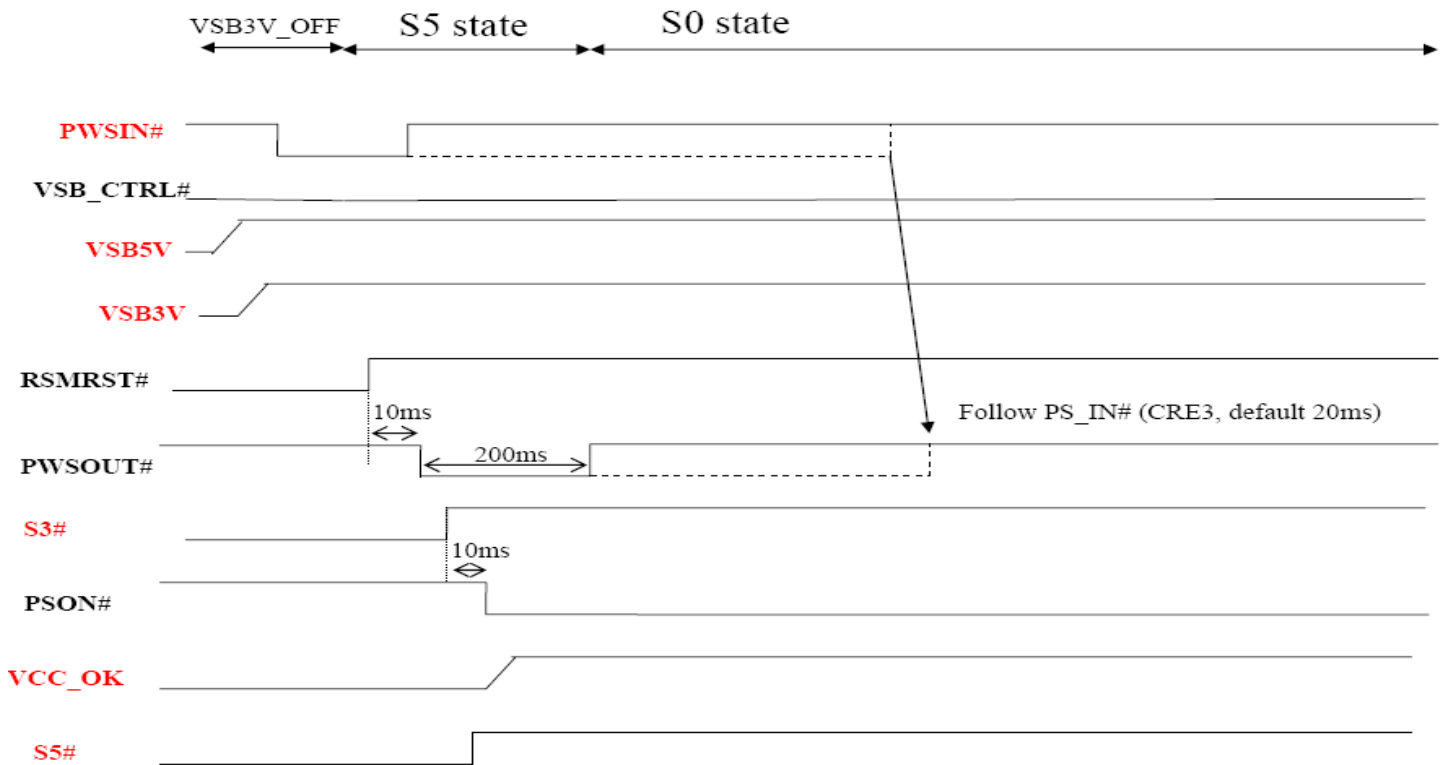 VSB3V_OFF S5 state S0 state
PWSIN#
VSB_CTRL#
VSB5V
VSB3V
RSMRST#
10ms
Follow PS_IN# (CRE3, default 20ms)
PWSOUT#
200ms
S3#
10ms
PSON#
VCC_OK
S5#